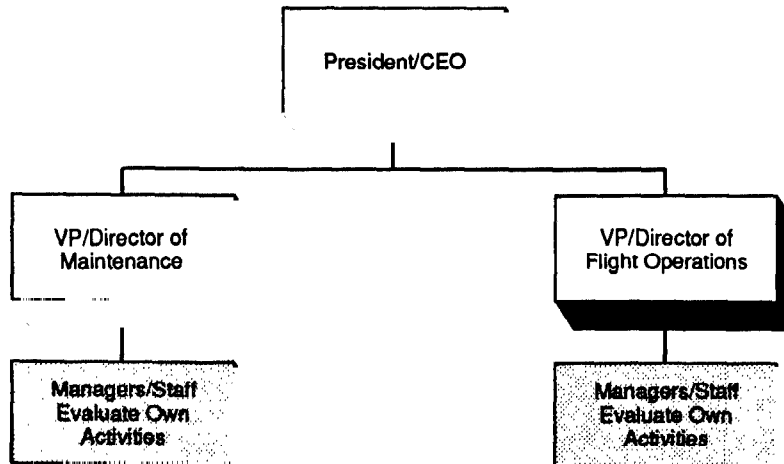 President/CEO
VP/Director of
Maintenance
VP/Director of
Flight Operations
Managers/Staff
Evaluate Own
Activities
Managers/Staff
Evaluate Own
Activities